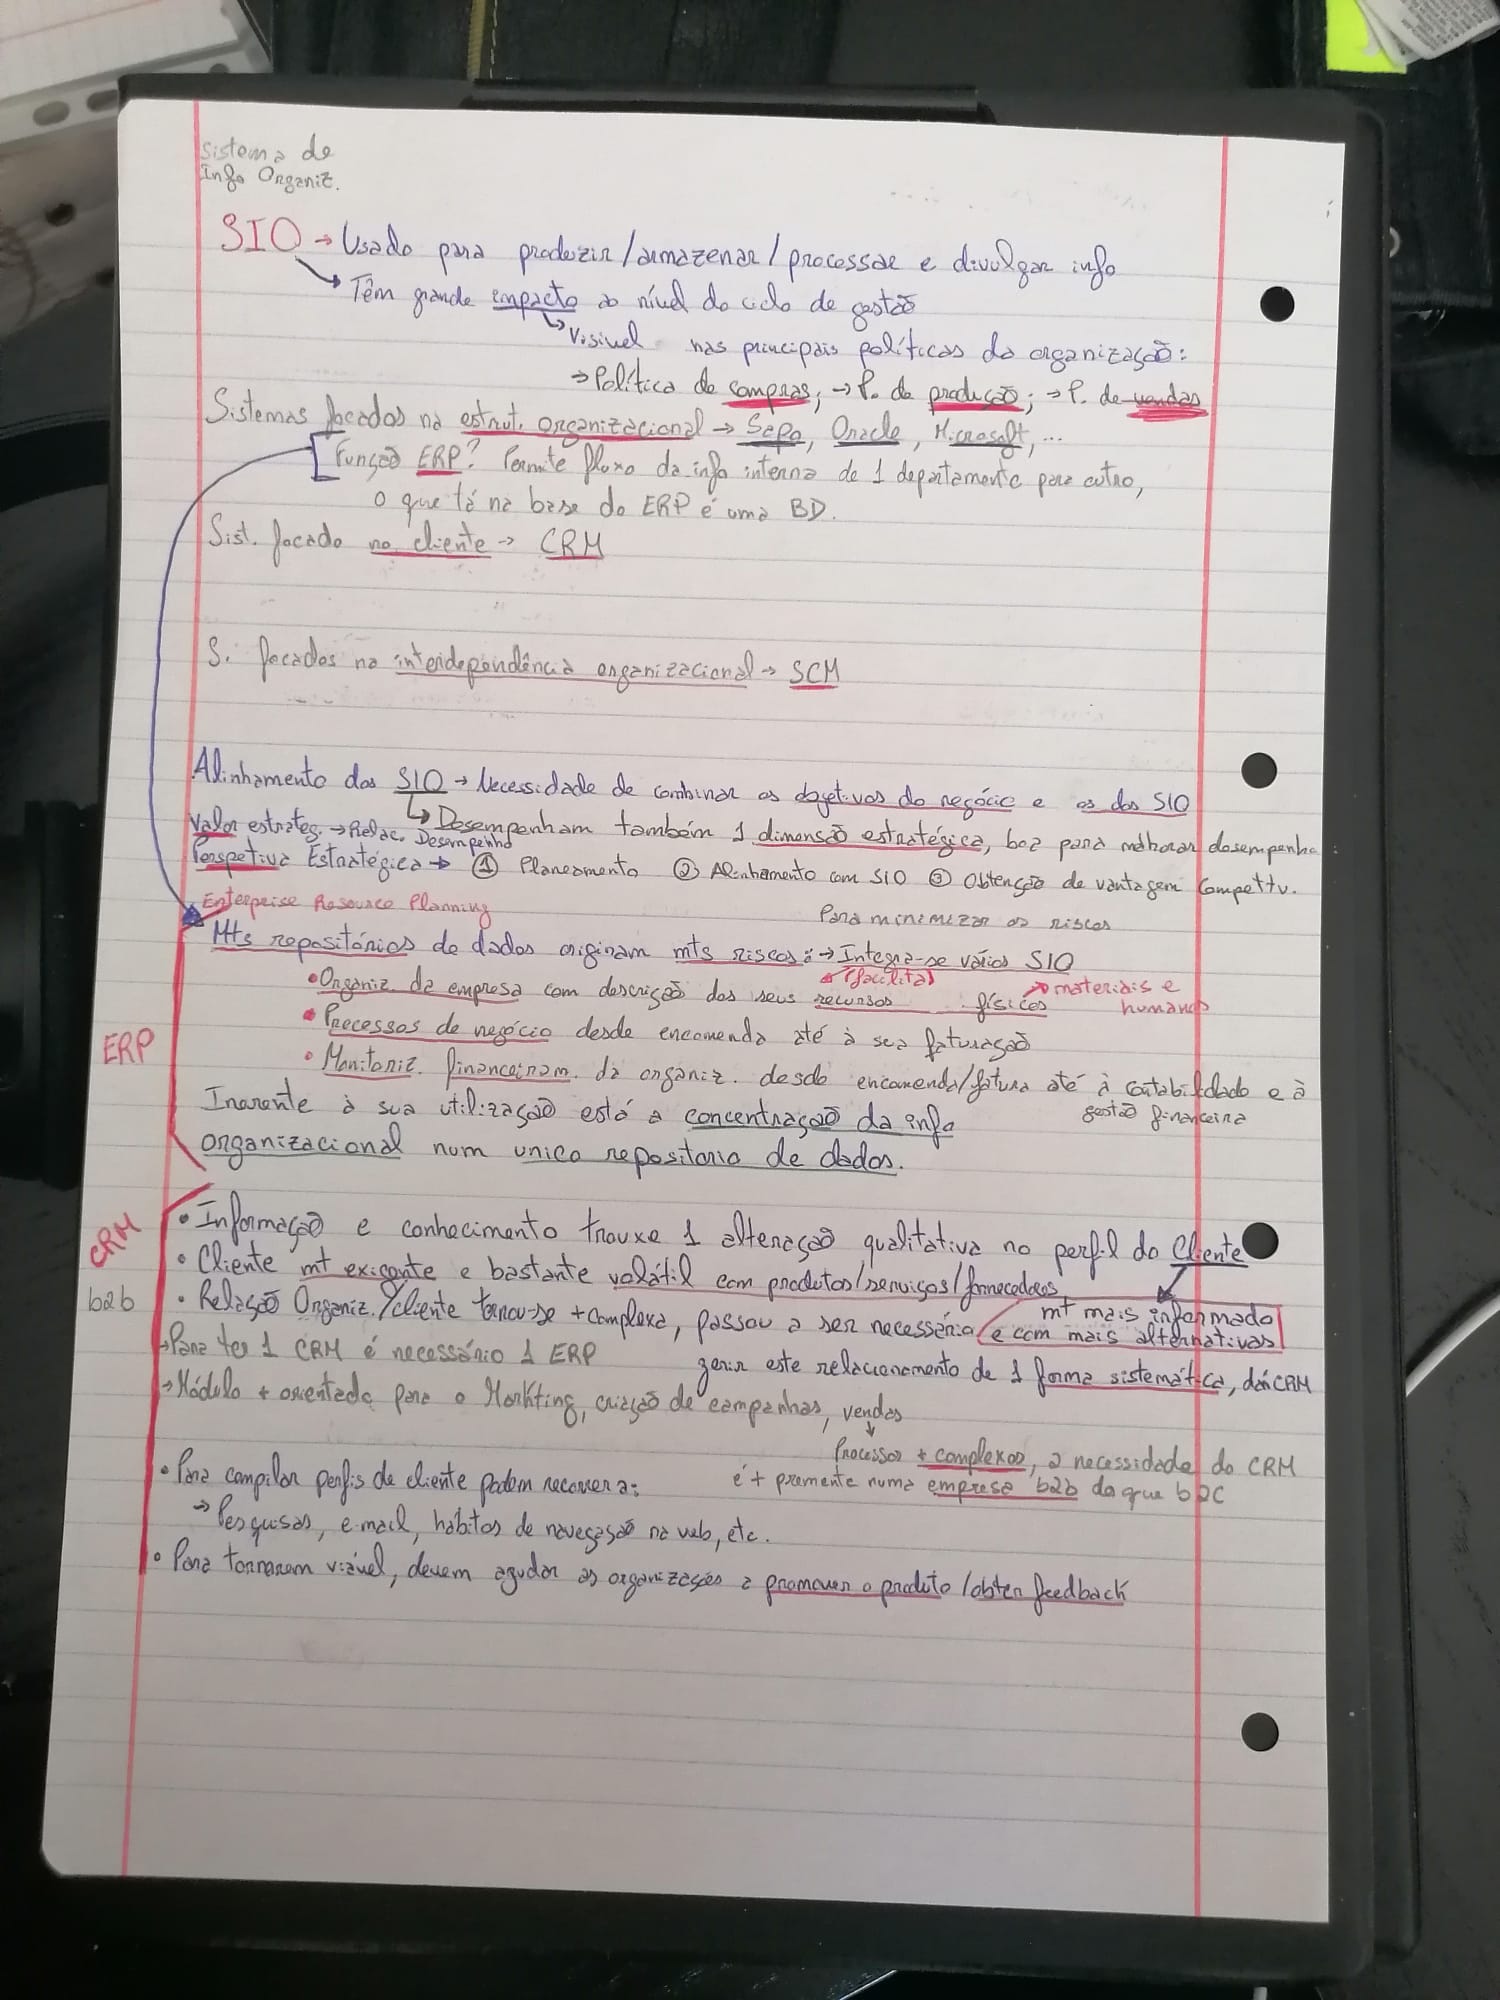 Sistema de
Info Organiz.
SIO → Usado para produzir/armazenar/processar e divulgar info
→ Têm grande impacto ao nível do ciclo de gestão
↳ Visivel nas principais políticas da organização:
→ Política de compras; → P. de produção; → P. de vendas
Sistemas focados na estrut. organizacional → Sapo, Oracle, Microsoft, ...
Função ERP? Permite fluxo da info interna de 1 departamento para outro,
o que tá na base do ERP é uma BD.
Sist. focado no cliente → CRM
S. focados na interdependência organizacional → SCM
Alinhamento dos SIO → Necessidade de combinar os objetivos do negócio e os dos SIO
↳ Desempenham também 1 dimensão estratégica, boa para melhorar desempenho
Valor estrateg. → Relac. Desempenho
Perspetiva Estratégica → ① Planeamento ② Alinhamento com SIO ③ Obtenção de vantagem Compettv.
Enterprise Resource Planning
Para minimizar os riscos
Mts repositórios de dados originam mts riscos: → Integra-se vários SIO
(facilita)
• Organiz. da empresa com descrição dos seus recursos físicos → materiais e humanos
• Processos de negócio desde encomenda até à sua faturação
ERP
• Monitoriz. financeiram. da organiz. desde encomenda/fatura até à contabilidade e à
gestão financeira
Inerente à sua utilização está a concentração da info
organizacional num unico repositorio de dados.
CRM
• Informação e conhecimento trouxe 1 alteração qualitativa no perfil do Cliente
• Cliente mt exigente e bastante volátil com produtos/serviços/fornecedores
mt mais informado
e com mais alternativas
b2b
• Relação Organiz./cliente tornou-se + complexa, passou a ser necessário
gerir este relacionamento de 1 forma sistemática, daí CRM
→ Para ter 1 CRM é necessário 1 ERP
→ Módulo + orientado para o Markting, criação de campanhas, vendas
Processos + complexos, a necessidade do CRM
é + premente numa empresa b2b do que b2C
• Para compilar perfis de cliente podem recorrer a:
→ Pesquisas, e-mail, habitos de navegação na web, etc.
• Para tornarem viável, devem ajudar as organizações a promover o produto/obter feedback